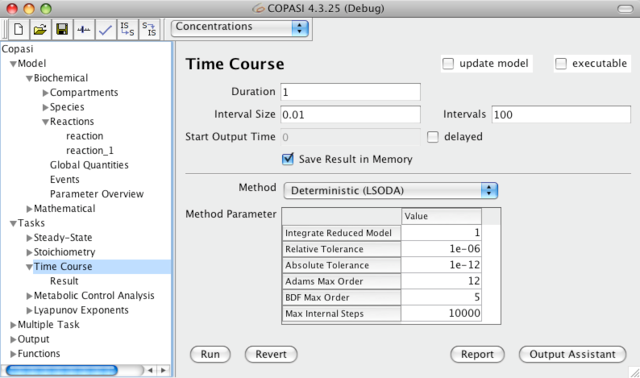 COPASI 4.3.25 (Debug)
IS S
S IS
Concentrations
Copasi
Model
Biochemical
Compartments
Species
Reactions
reaction
reaction_1
Global Quantities
Events
Parameter Overview
Mathematical
Tasks
Steady-State
Stoichiometry
Time Course
Result
Metabolic Control Analysis
Lyapunov Exponents
Multiple Task
Output
Functions
Time Course
update model
executable
Duration 1
Interval Size 0.01 Intervals 100
Start Output Time 0 delayed
Save Result in Memory
Method Deterministic (LSODA)
Method Parameter
Value
Integrate Reduced Model 1
Relative Tolerance 1e-06
Absolute Tolerance 1e-12
Adams Max Order 12
BDF Max Order 5
Max Internal Steps 10000
Run Revert Report Output Assistant